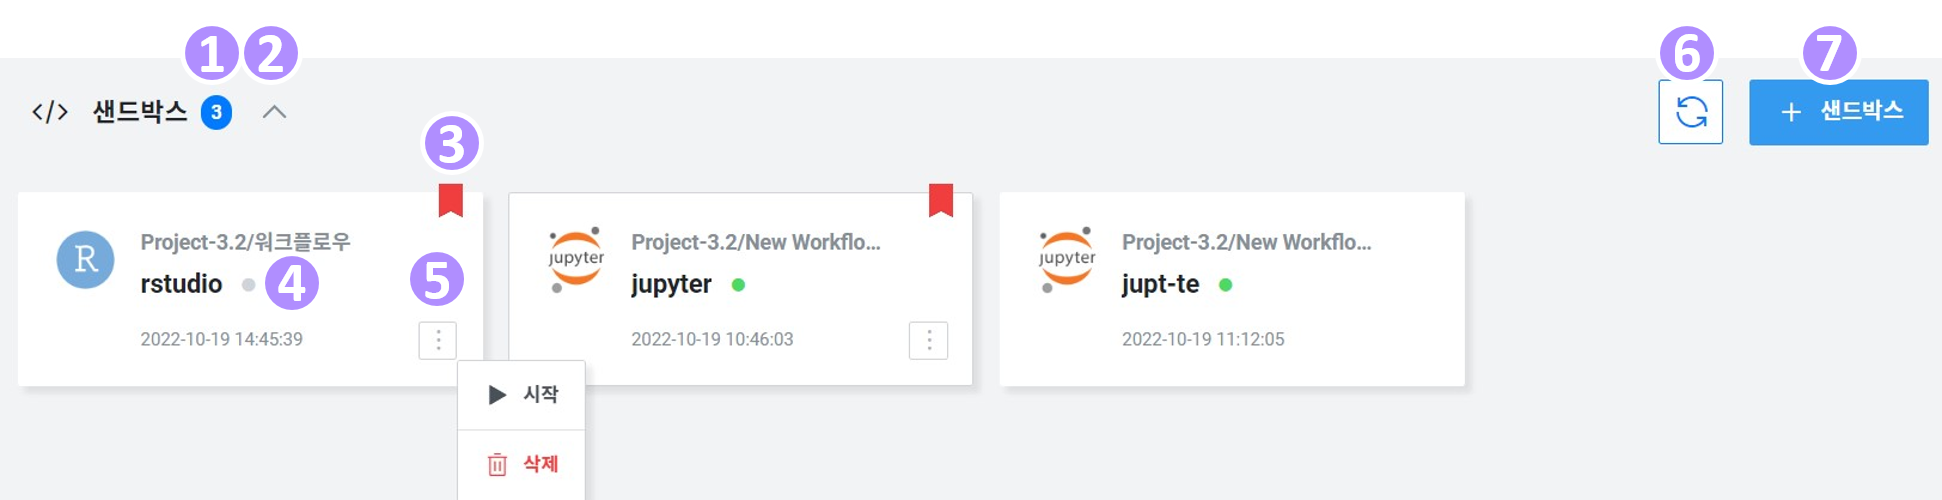 1 2
6 7
</> 샌드박스 3
+ 샌드박스
3
R
Project-3.2/워크플로우
rstudio
4 5
2022-10-19 14:45:39
jupyter
Project-3.2/New Workflo...
jupyter
2022-10-19 10:46:03
jupyter
Project-3.2/New Workflo...
jupt-te
2022-10-19 11:12:05
시작
삭제